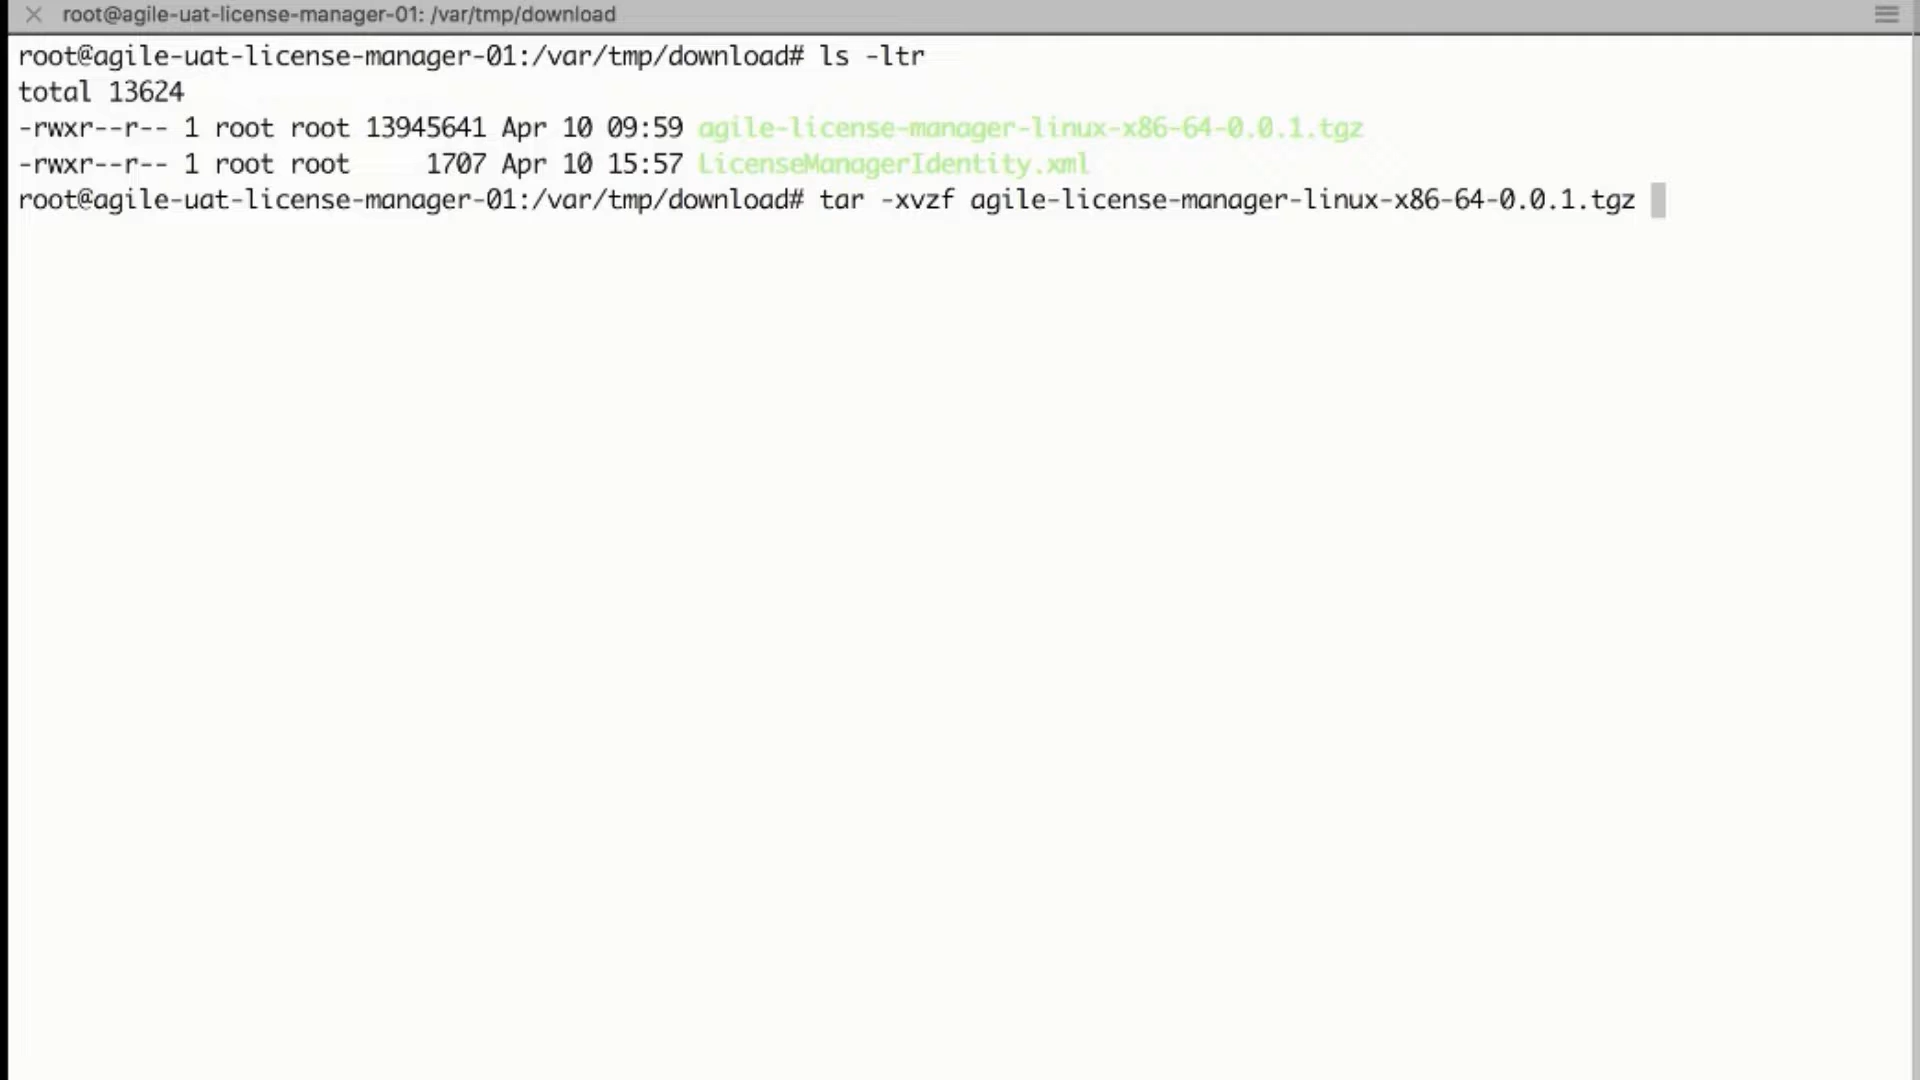 root@agile-uat-license-manager-01: /var/tmp/download
root@agile-uat-license-manager-01:/var/tmp/download# ls -ltr
total 13624
-rwxr--r-- 1 root root 13945641 Apr 10 09:59 agile-license-manager-linux-x86-64-0.0.1.tgz
-rwxr--r-- 1 root root     1707 Apr 10 15:57 LicenseManagerIdentity.xml
root@agile-uat-license-manager-01:/var/tmp/download# tar -xvzf agile-license-manager-linux-x86-64-0.0.1.tgz